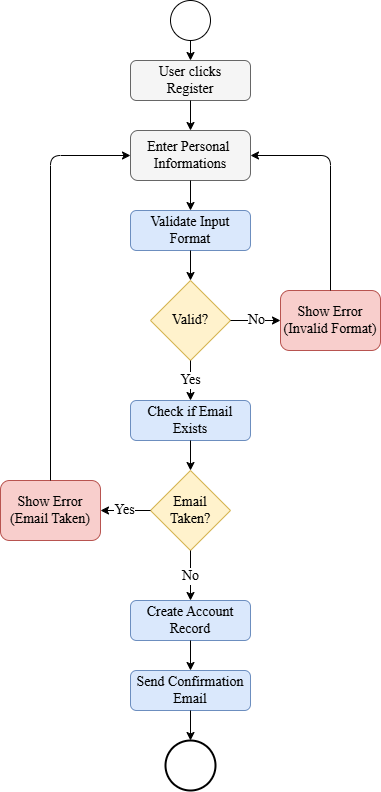 User clicks
Register
Enter Personal
Informations
Validate Input
Format
Valid?
No
Show Error
(Invalid Format)
Yes
Check if Email
Exists
Email
Taken?
Yes
Show Error
(Email Taken)
No
Create Account
Record
Send Confirmation
Email